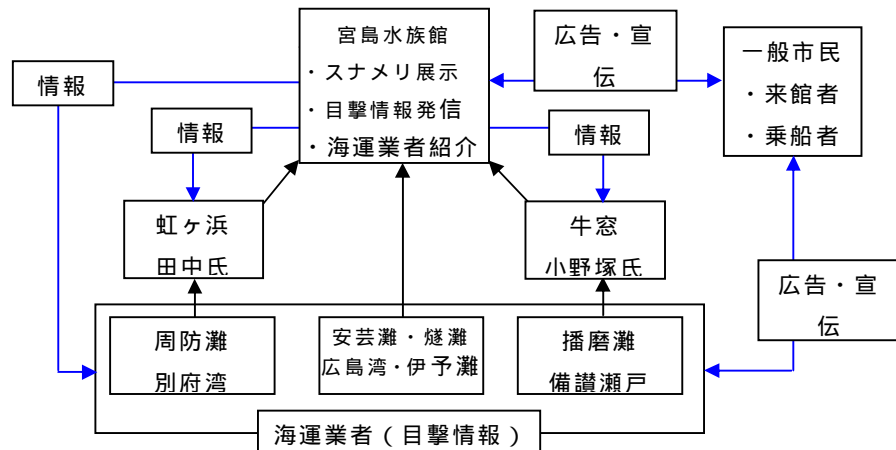 宮島水族館
・スナメリ展示
・目撃情報発信
・海運業者紹介
広告・宣
伝
一般市民
・来館者
・乗船者
情報
情報
情報
虹ヶ浜
田中氏
牛窓
小野塚氏
広告・宣
伝
周防灘
別府湾
安芸灘・燧灘
広島湾・伊予灘
播磨灘
備讃瀬戸
海運業者(目撃情報)